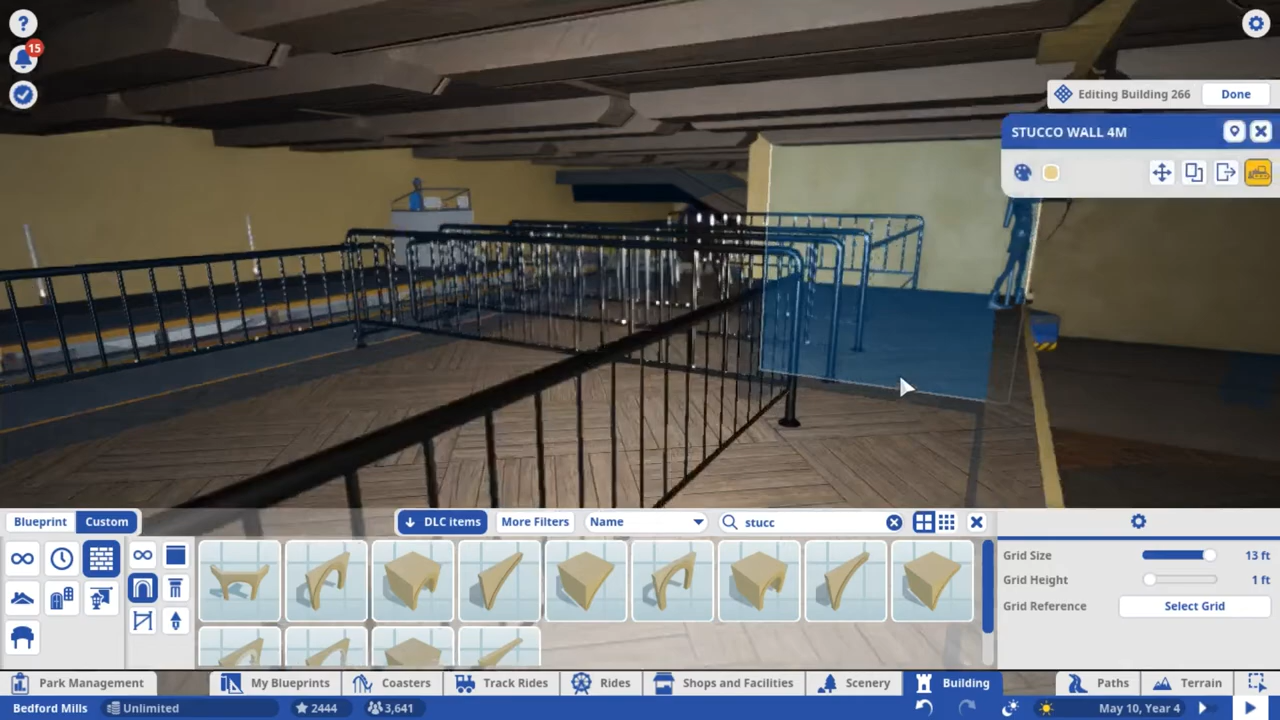 ?
15
Editing Building 266 Done
STUCCO WALL 4M
Blueprint Custom DLC items More Filters Name stucc
Grid Size 13 ft
Grid Height 1 ft
Grid Reference Select Grid
Park Management My Blueprints Coasters Track Rides Rides Shops and Facilities Scenery Building Paths Terrain
Bedford Mills Unlimited 2444 3,641 May 10, Year 4